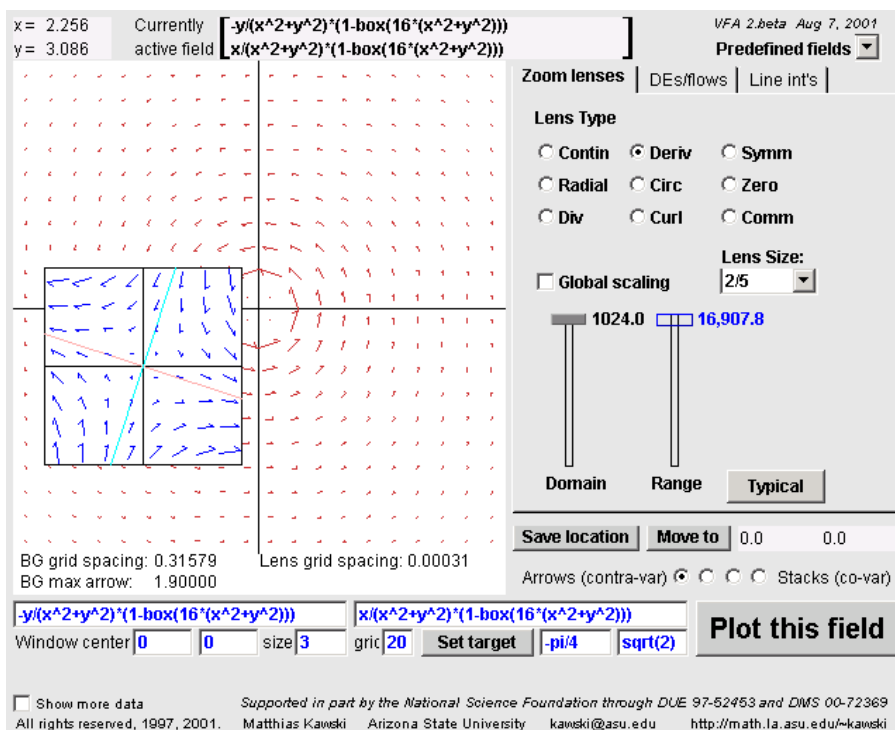 x = 2.256 Currently -y/(x^2+y^2)*(1-box(16*(x^2+y^2))) VFA 2.beta Aug 7, 2001
y = 3.086 active field x/(x^2+y^2)*(1-box(16*(x^2+y^2))) Predefined fields
Zoom lenses DEs/flows Line int's
Lens Type
Contin Deriv Symm
Radial Circ Zero
Div Curl Comm
Lens Size:
Global scaling 2/5
1024.0 16,907.8
Domain Range Typical
Save location Move to 0.0 0.0
BG grid spacing: 0.31579 Lens grid spacing: 0.00031
BG max arrow: 1.90000
Arrows (contra-var) Stacks (co-var)
-y/(x^2+y^2)*(1-box(16*(x^2+y^2))) x/(x^2+y^2)*(1-box(16*(x^2+y^2)))
Window center 0 0 size 3 gric 20 Set target -pi/4 sqrt(2) Plot this field
Show more data Supported in part by the National Science Foundation through DUE 97-52453 and DMS 00-72369
All rights reserved, 1997, 2001. Matthias Kawski Arizona State University kawski@asu.edu http://math.la.asu.edu/~kawski